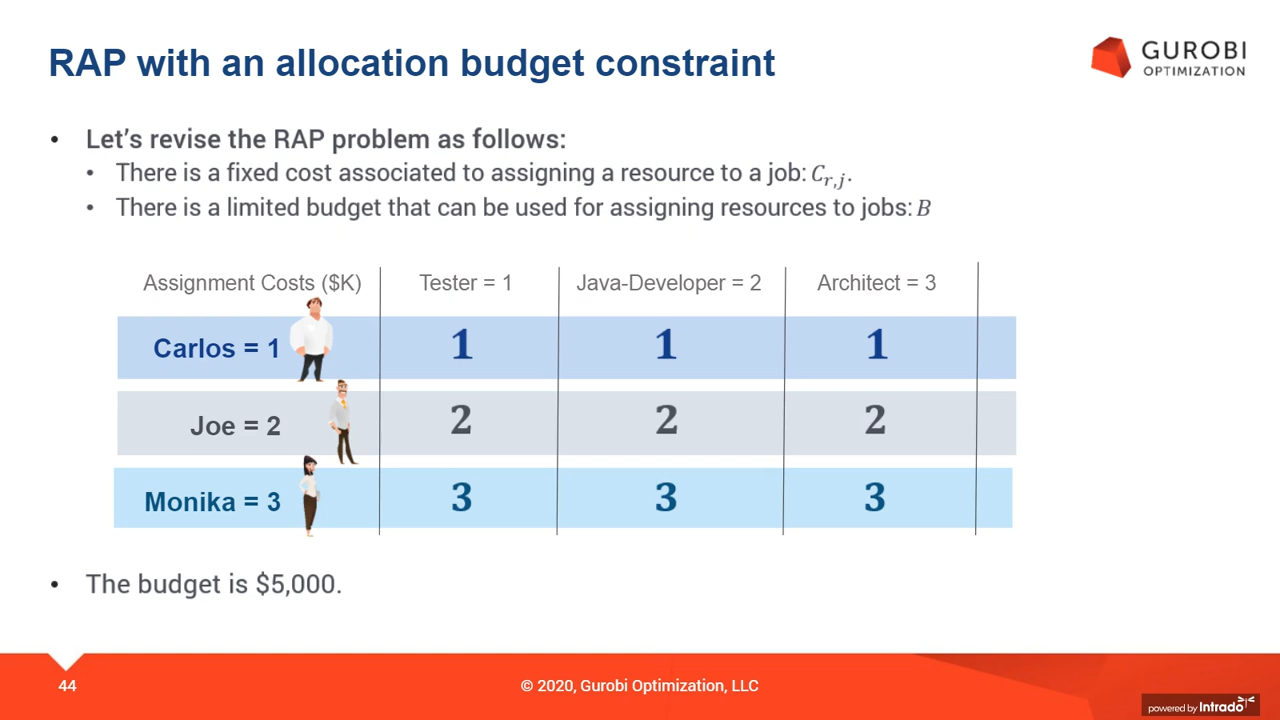 RAP with an allocation budget constraint
GUROBI
OPTIMIZATION
• Let’s revise the RAP problem as follows:
• There is a fixed cost associated to assigning a resource to a job: C_{r,j}.
• There is a limited budget that can be used for assigning resources to jobs: B
Assignment Costs ($K) Tester = 1 Java-Developer = 2 Architect = 3
Carlos = 1 1 1 1
Joe = 2 2 2 2
Monika = 3 3 3 3
• The budget is $5,000.
44 © 2020, Gurobi Optimization, LLC
powered by Intrado